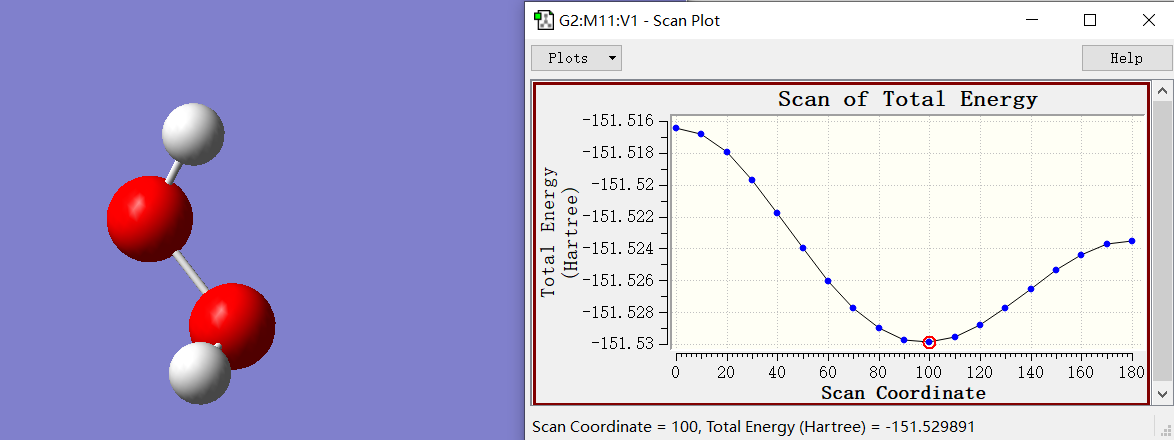 G2:M11:V1 - Scan Plot
Plots
Help
Scan of Total Energy
Total Energy
(Hartree)
-151.516
-151.518
-151.52
-151.522
-151.524
-151.526
-151.528
-151.53
0 20 40 60 80 100 120 140 160 180
Scan Coordinate
Scan Coordinate = 100, Total Energy (Hartree) = -151.529891